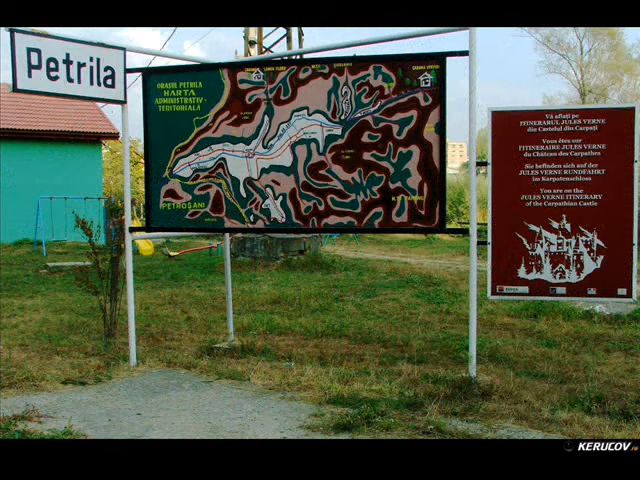 Petrila
ORASUL PETRILA
HARTA
ADMINISTRATIV-
TERITORIALĂ
PETROŞANI
Vă aflaţi pe
ITINERARUL JULES VERNE
din Castelul din Carpaţi
Vous êtes sur
l'ITINERAIRE JULES VERNE
du Château des Carpathes
Sie befinden sich auf der
JULES VERNE RUNDFAHRT
im Karpatenschloss
You are on the
JULES VERNE ITINERARY
of the Carpathian Castle
KERUCOV.ro